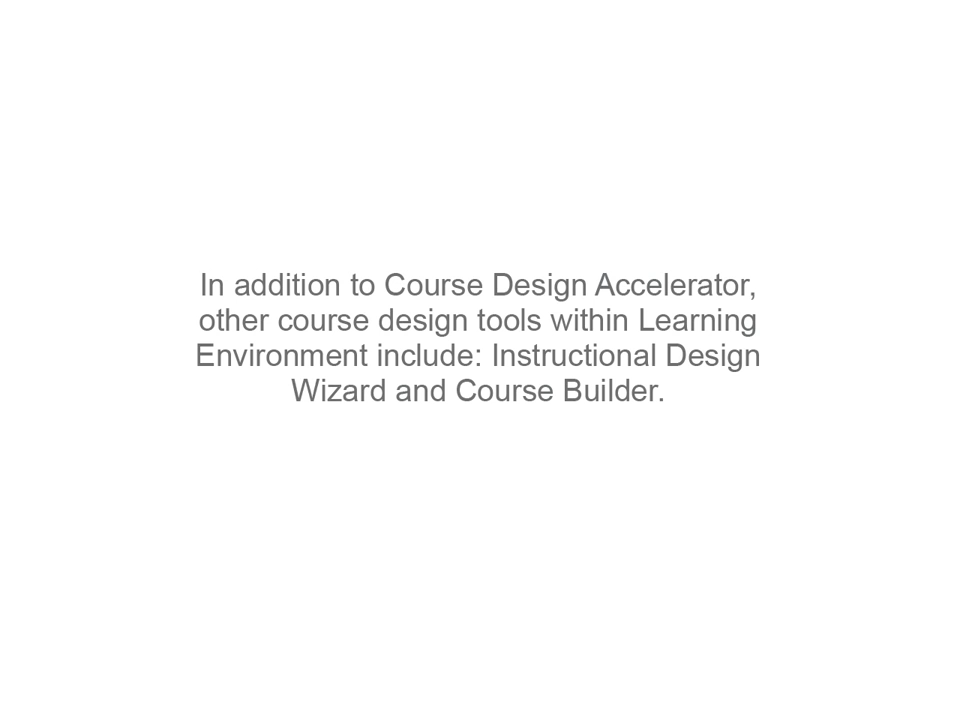 In addition to Course Design Accelerator,
other course design tools within Learning
Environment include: Instructional Design
Wizard and Course Builder.